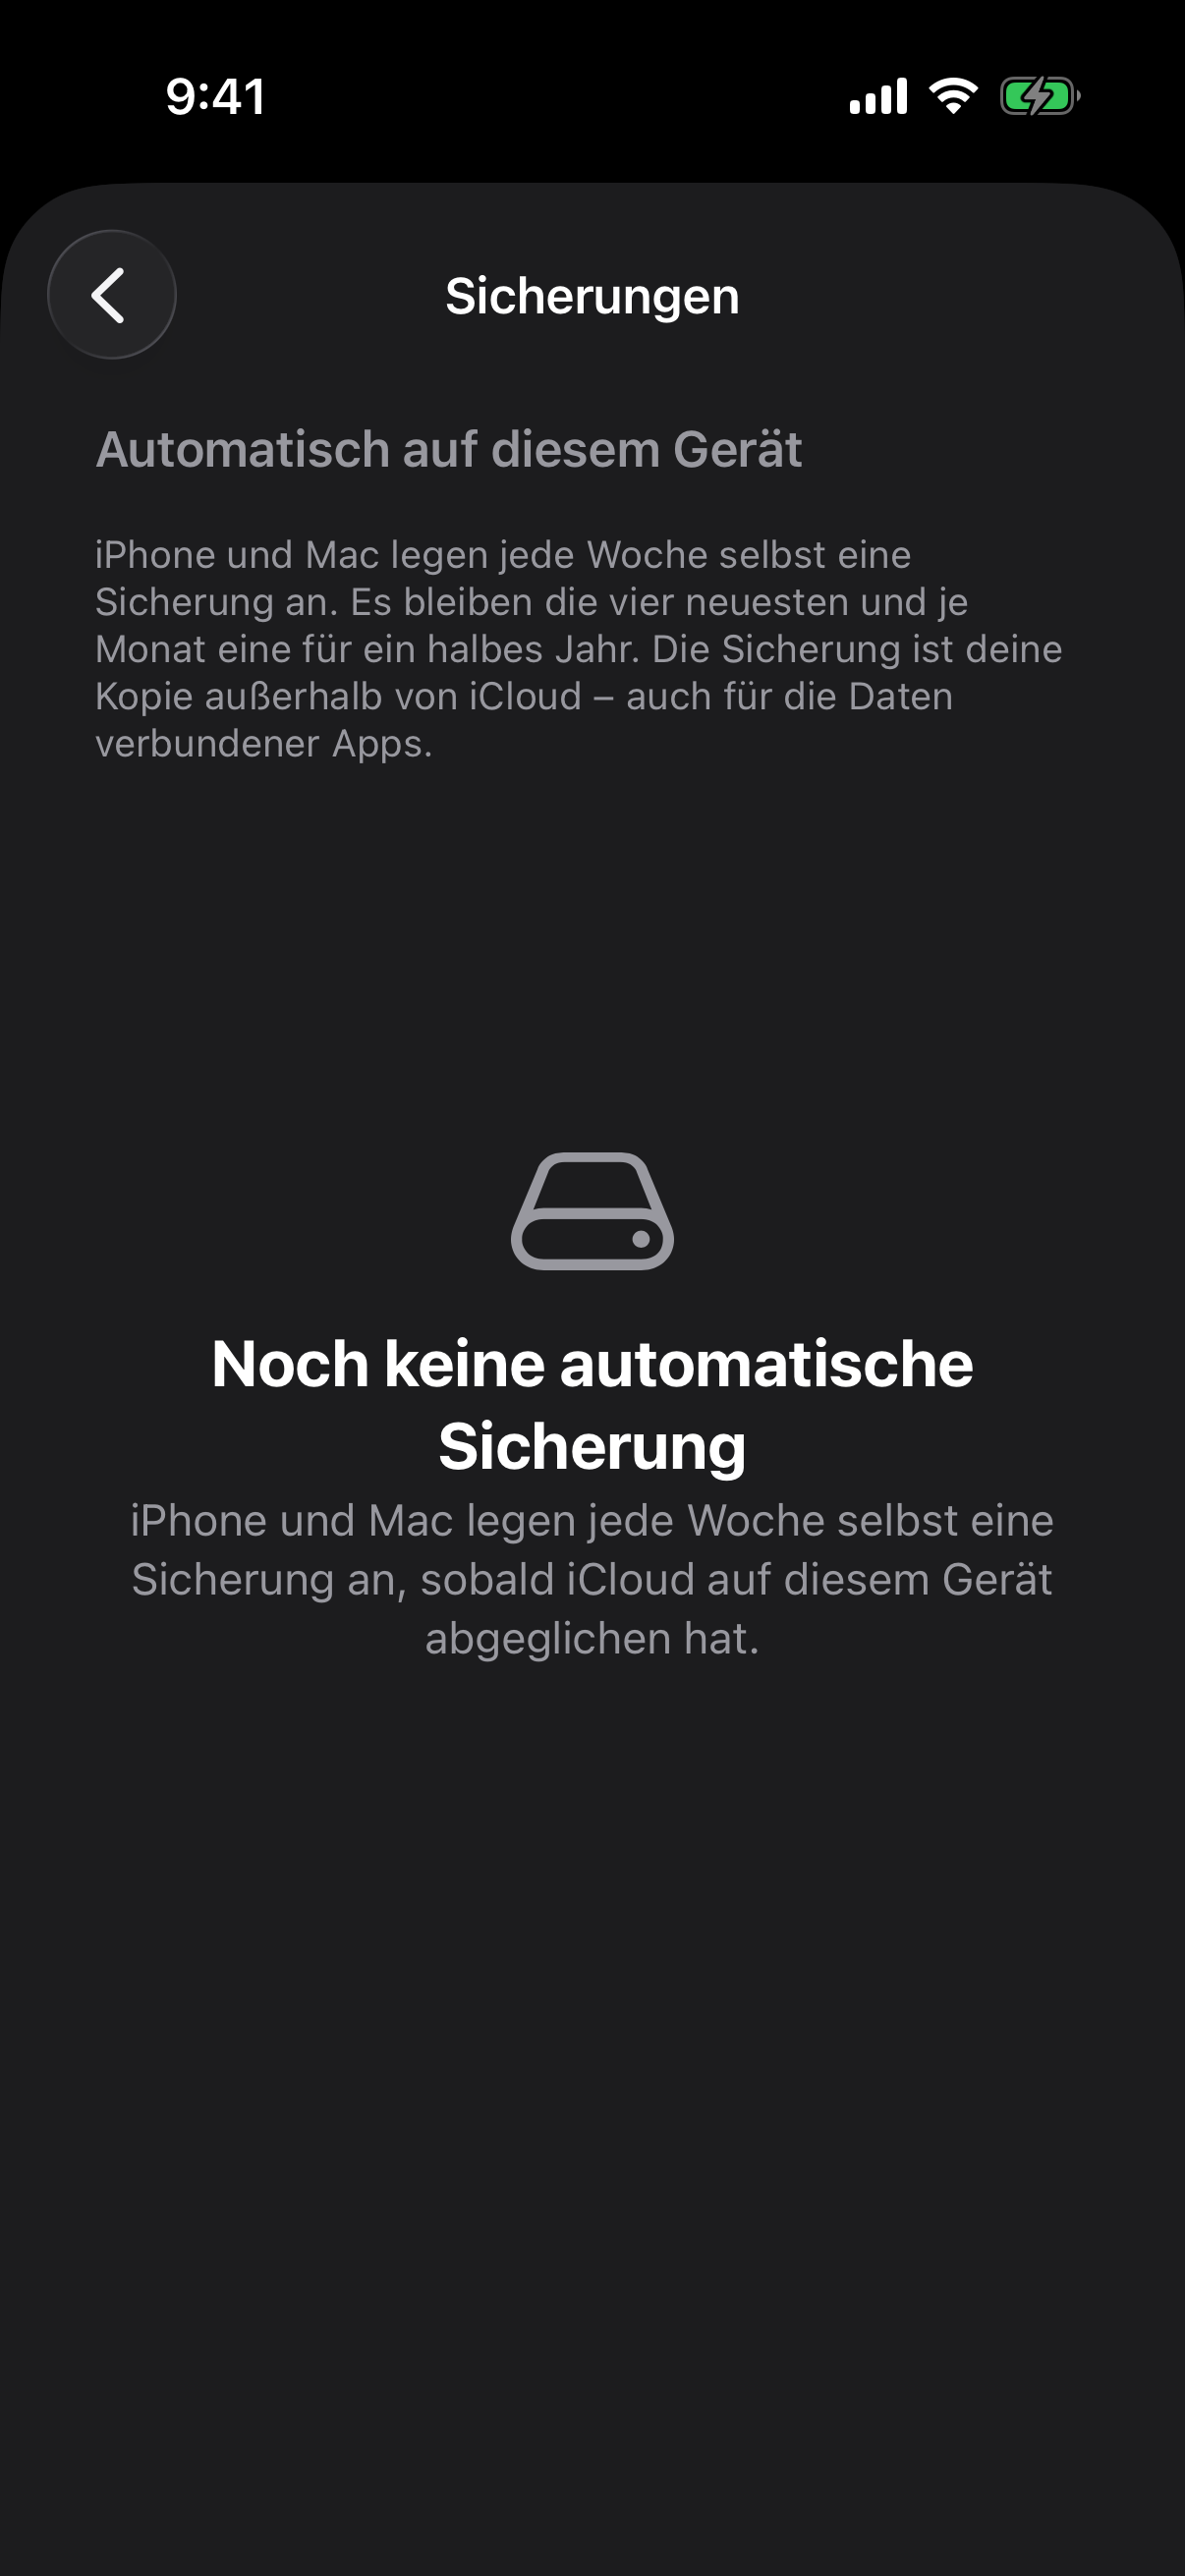 9:41
Sicherungen
Automatisch auf diesem Gerät
iPhone und Mac legen jede Woche selbst eine
Sicherung an. Es bleiben die vier neuesten und je
Monat eine für ein halbes Jahr. Die Sicherung ist deine
Kopie außerhalb von iCloud – auch für die Daten
verbundener Apps.
Noch keine automatische
Sicherung
iPhone und Mac legen jede Woche selbst eine
Sicherung an, sobald iCloud auf diesem Gerät
abgeglichen hat.